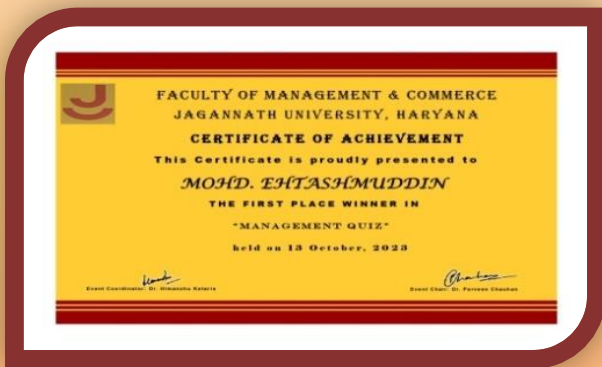 FACULTY OF MANAGEMENT & COMMERCE
JAGANNATH UNIVERSITY, HARYANA
CERTIFICATE OF ACHIEVEMENT
This Certificate is proudly presented to
MOHD. EHTASHMUDDIN
THE FIRST PLACE WINNER IN
"MANAGEMENT QUIZ"
held on 13 October, 2023
Event Coordinator: Dr. Himanshu Kataria
Event Chair: Dr. Parveen Chauhan